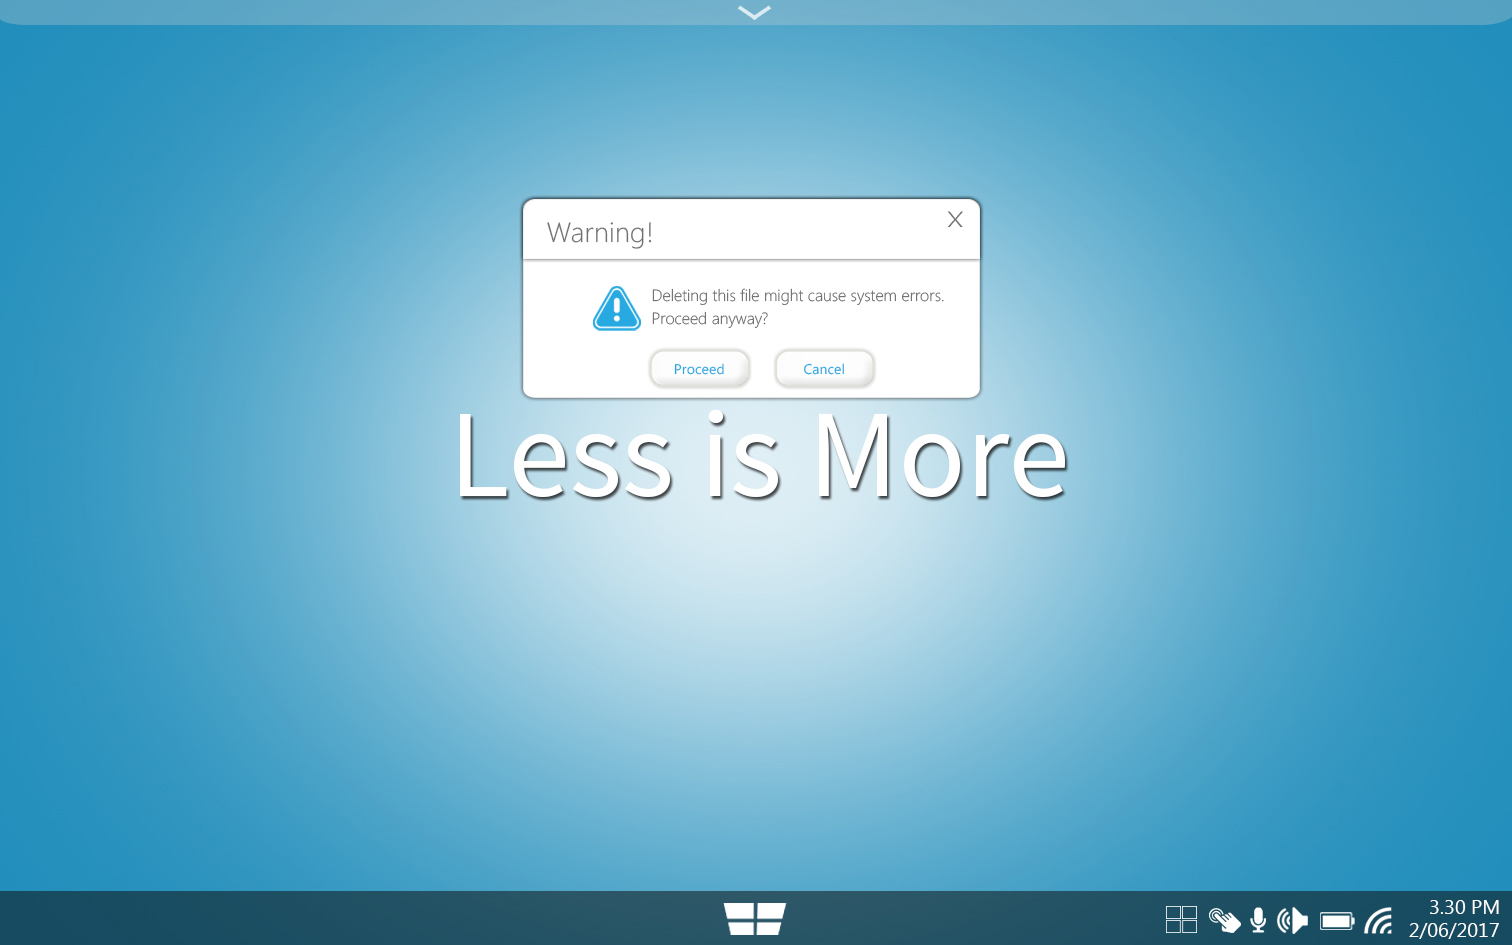 Warning!
X
Deleting this file might cause system errors.
Proceed anyway?
Proceed
Cancel
Less is More
3.30 PM
2/06/2017